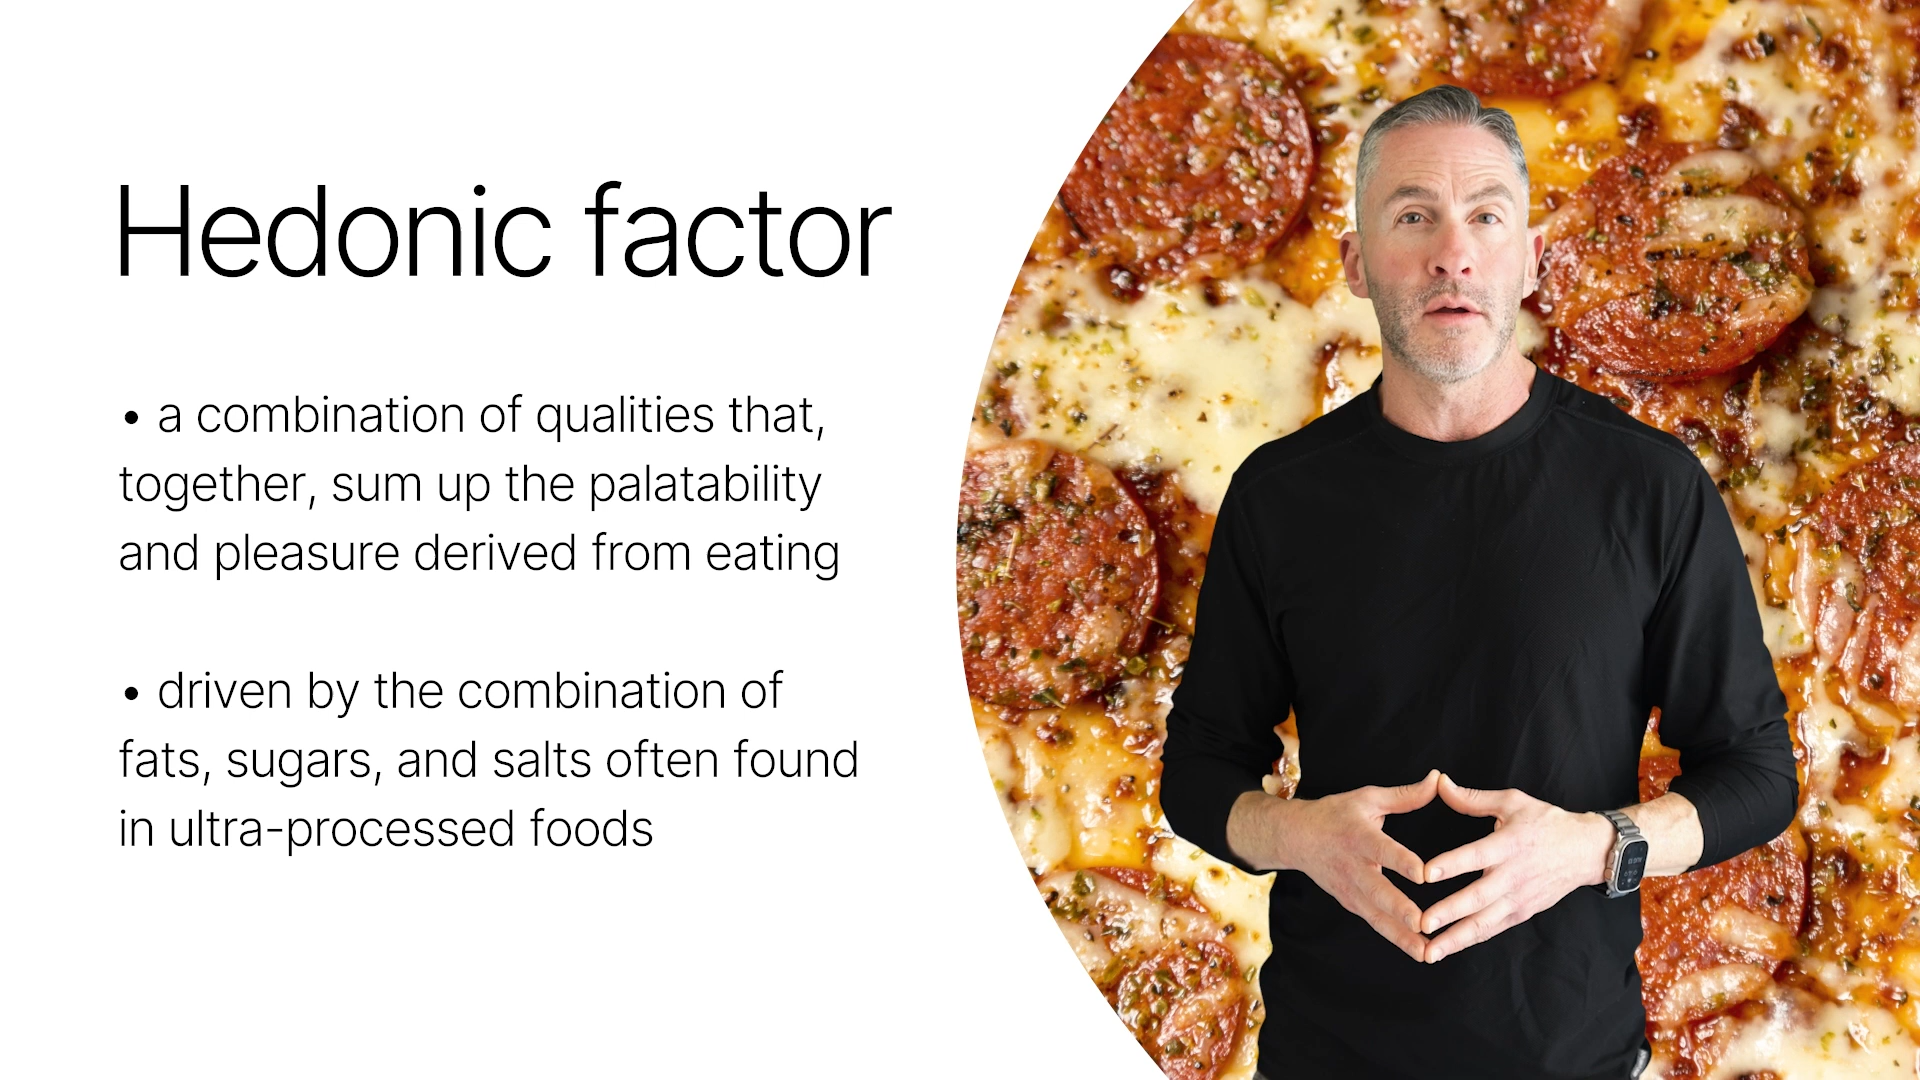 Hedonic factor
• a combination of qualities that,
together, sum up the palatability
and pleasure derived from eating
• driven by the combination of
fats, sugars, and salts often found
in ultra-processed foods